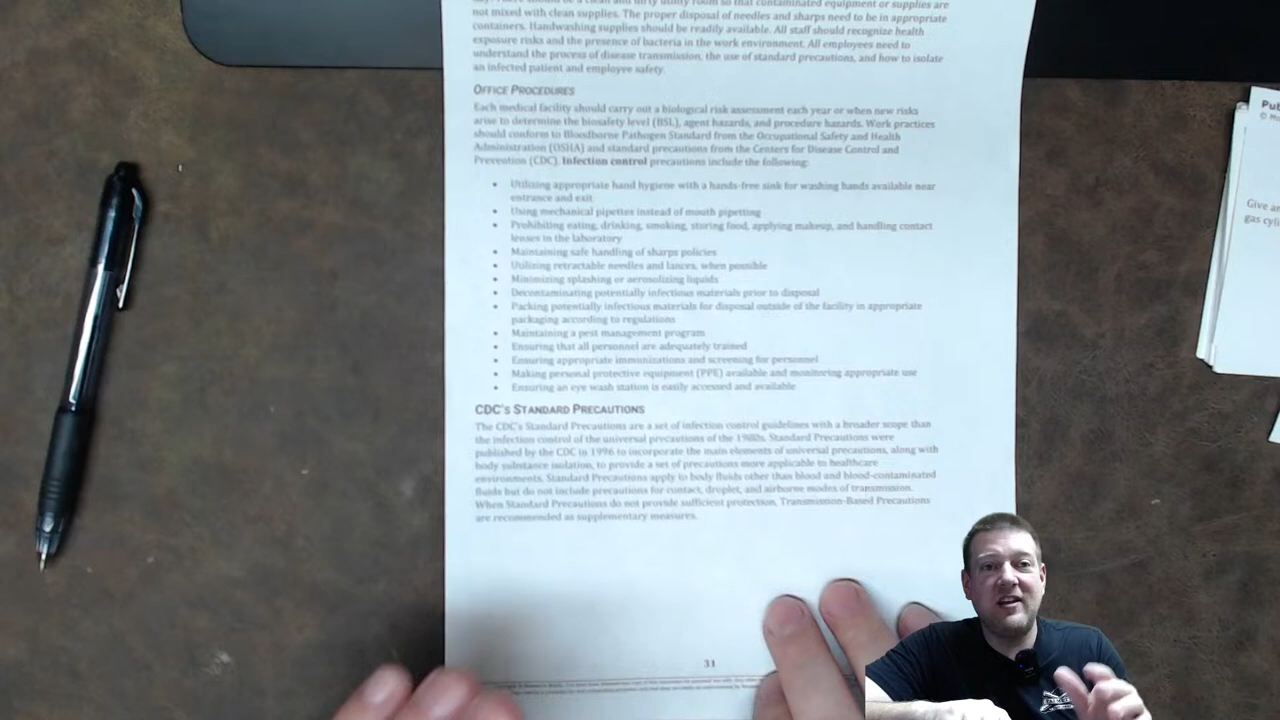 should be a clean and dirty utility room so that contaminated equipment or supplies are
not mixed with clean supplies. The proper disposal of needles and sharps need to be in appropriate
containers. Handwashing supplies should be readily available. All staff should recognize health
exposure risks and the presence of bacteria in the work environment. All employees need to
understand the process of disease transmission, the use of standard precautions, and how to isolate
an infected patient and employee safety.
OFFICE PROCEDURES
Each medical facility should carry out a biological risk assessment each year or when new risks
arise to determine the biosafety level (BSL), agent hazards, and procedure hazards. Work practices
should conform to Bloodborne Pathogen Standard from the Occupational Safety and Health
Administration (OSHA) and standard precautions from the Centers for Disease Control and
Prevention (CDC). Infection control precautions include the following:
• Utilizing appropriate hand hygiene with a hands-free sink for washing hands available near
entrance and exit
• Using mechanical pipettes instead of mouth pipetting
• Prohibiting eating, drinking, smoking, storing food, applying makeup, and handling contact
lenses in the laboratory
• Maintaining safe handling of sharps policies
• Utilizing retractable needles and lances, when possible
• Minimizing splashing or aerosolizing liquids
• Decontaminating potentially infectious materials prior to disposal
• Packing potentially infectious materials for disposal outside of the facility in appropriate
packaging according to regulations
• Maintaining a pest management program
• Ensuring that all personnel are adequately trained
• Ensuring appropriate immunizations and screening for personnel
• Making personal protective equipment (PPE) available and monitoring appropriate use
• Ensuring an eye wash station is easily accessed and available
CDC'S STANDARD PRECAUTIONS
The CDC's Standard Precautions are a set of infection control guidelines with a broader scope than
the infection control of the universal precautions of the 1980s. Standard Precautions were
published by the CDC in 1996 to incorporate the main elements of universal precautions, along with
body substance isolation, to provide a set of precautions more applicable to healthcare
environments. Standard Precautions apply to body fluids other than blood and blood-contaminated
fluids but do not include precautions for contact, droplet, and airborne modes of transmission.
When Standard Precautions do not provide sufficient protection, Transmission-Based Precautions
are recommended as supplementary measures.
31
Pub
Give an
gas cyli